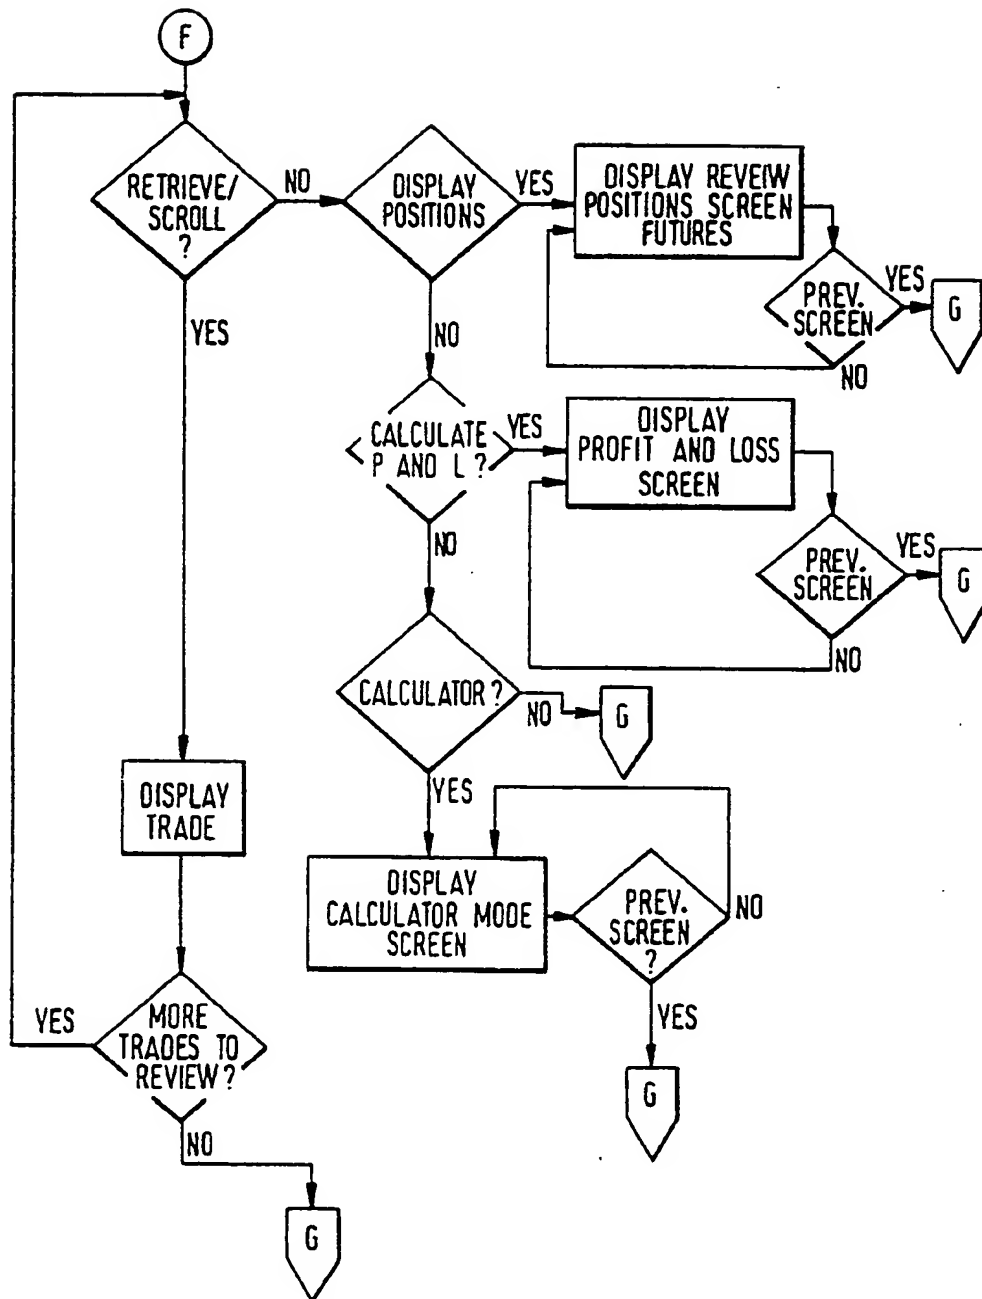 F
RETRIEVE/
SCROLL
?
NO
YES
DISPLAY
POSITIONS
YES
NO
DISPLAY REVEIW
POSITIONS SCREEN
FUTURES
PREV.
SCREEN
YES
NO
G
CALCULATE
P AND L ?
YES
NO
DISPLAY
PROFIT AND LOSS
SCREEN
PREV.
SCREEN
YES
NO
G
CALCULATOR ?
NO
G
YES
DISPLAY
TRADE
DISPLAY
CALCULATOR MODE
SCREEN
PREV.
SCREEN
?
NO
YES
G
MORE
TRADES TO
REVIEW ?
YES
NO
G